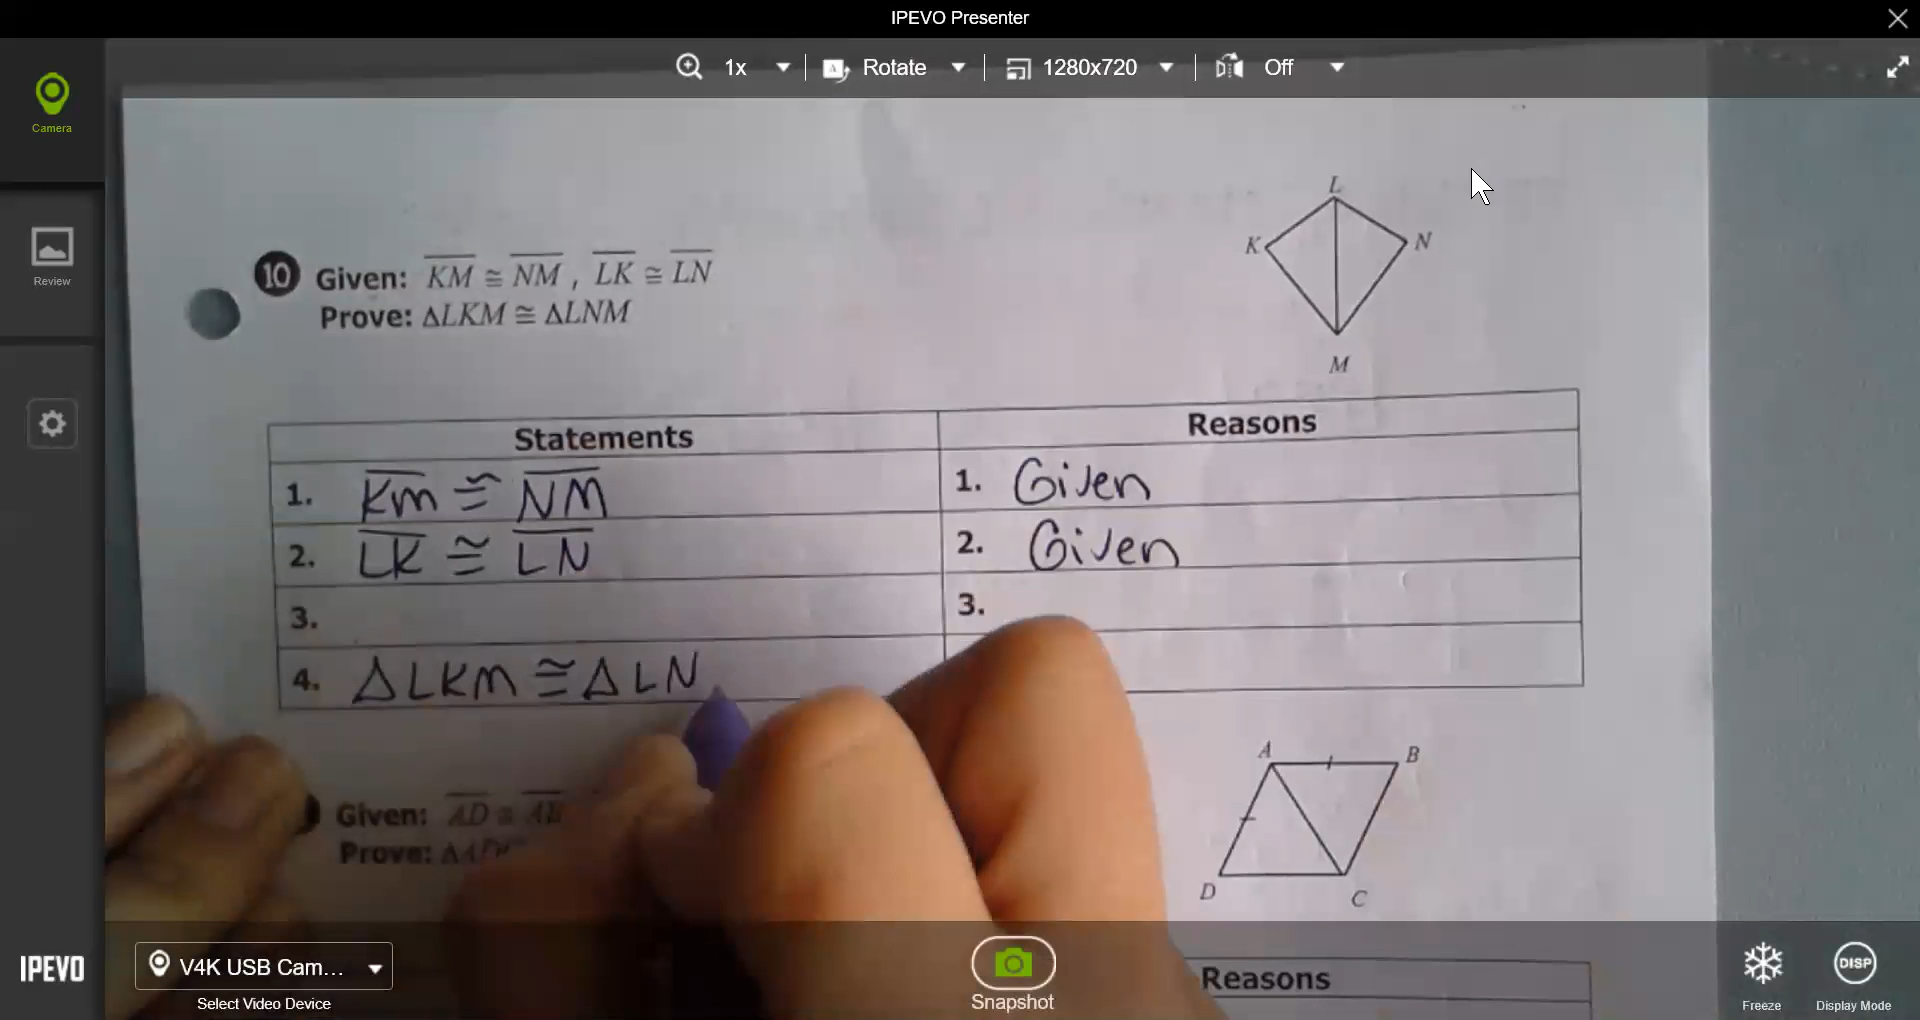 IPEVO Presenter
1x Rotate 1280x720 Off
Camera
Review
L
K N
M
10 Given: KM ≅ NM, LK ≅ LN
Prove: ΔLKM ≅ ΔLNM
Statements Reasons
1. KM ≅ NM 1. Given
2. LK ≅ LN 2. Given
3. 3.
4. ΔLKM ≅ ΔLN
A B
D C
Given: AD ≅
Prove:
Reasons
IPEVO
V4K USB Cam...
Select Video Device
Snapshot
Freeze
DISP
Display Mode